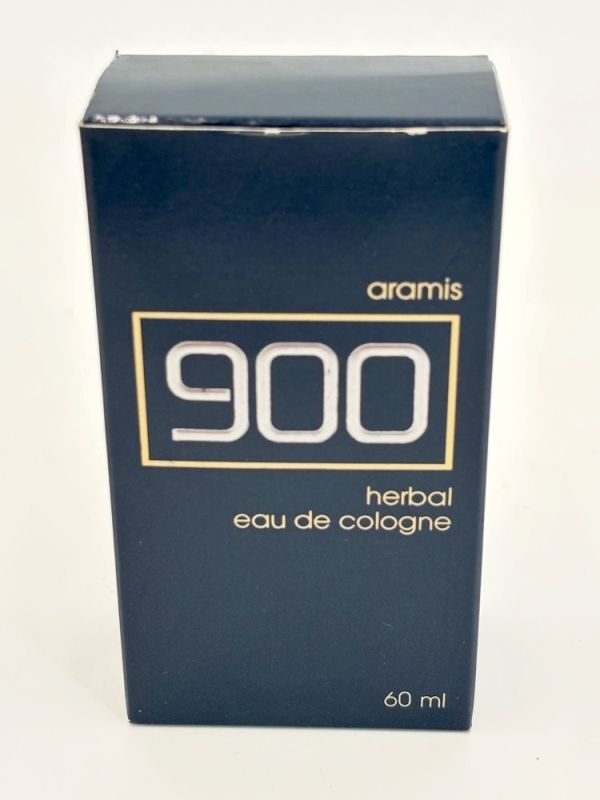 aramis
900
herbal
eau de cologne
60 ml